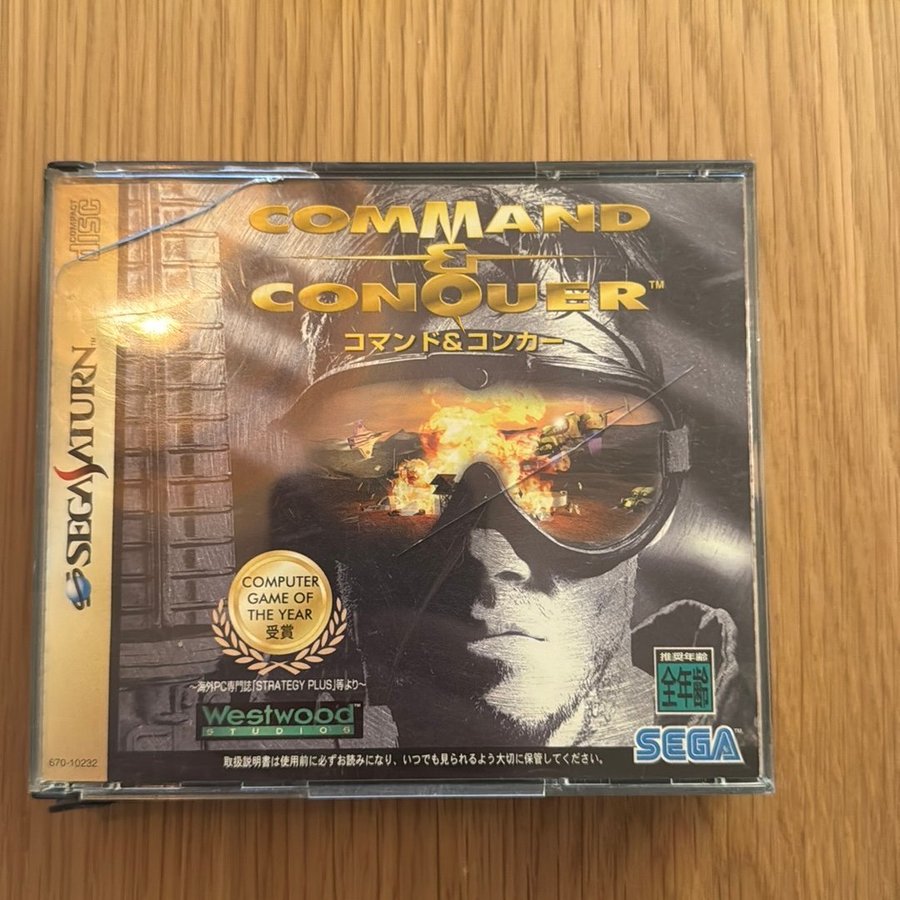 COMPACT
disc
SEGA SATURN™
670-10232
COMMAND
&
CONQUER™
コマンド&コンカー
COMPUTER
GAME OF
THE YEAR
受賞
～海外PC専門誌「STRATEGY PLUS」等より～
Westwood™
STUDIOS
推奨年齢
全年齢
SEGA™
取扱説明書は使用前に必ずお読みになり、いつでも見られるよう大切に保管してください。